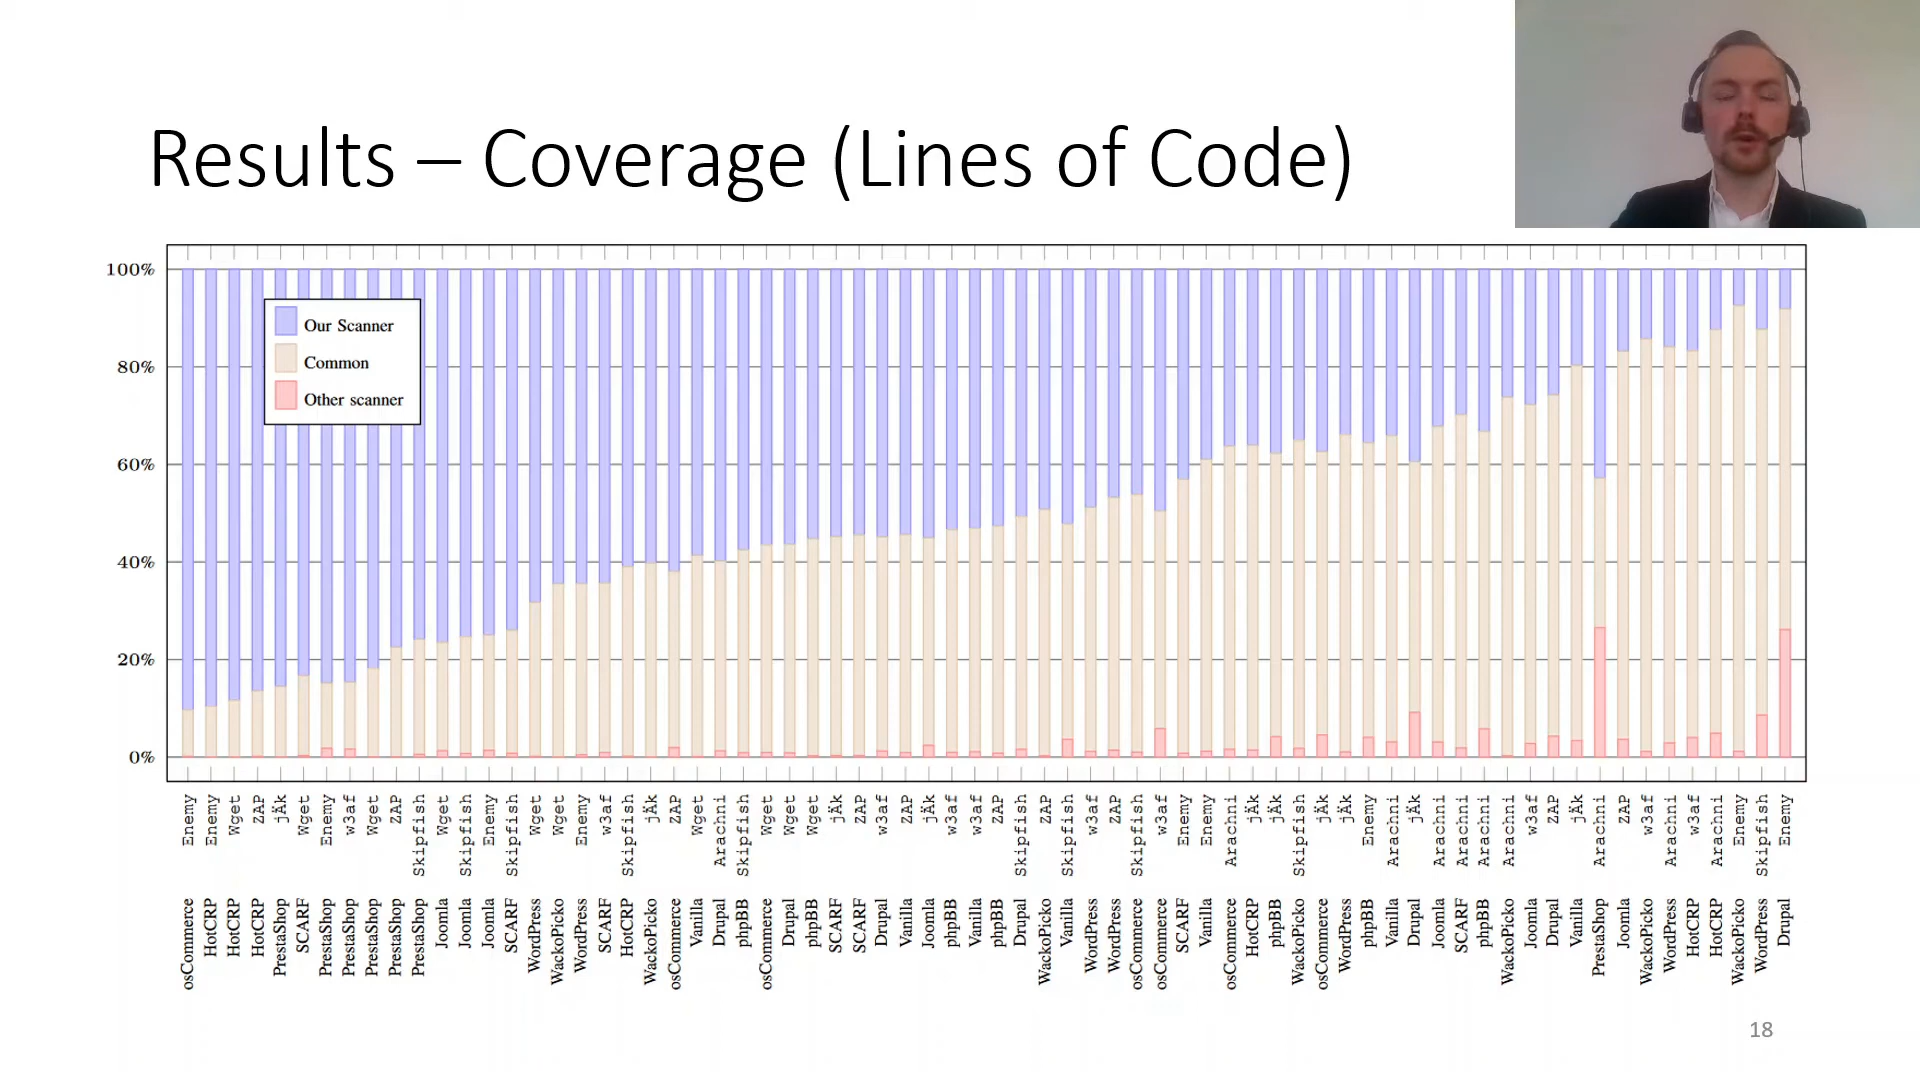 Results – Coverage (Lines of Code)
100%
80%
60%
40%
20%
0%
Our Scanner
Common
Other scanner
Enemy
Enemy
Wget
ZAP
jÄk
Wget
Enemy
w3af
Wget
ZAP
Skipfish
Wget
Skipfish
Enemy
Skipfish
Wget
Wget
Enemy
w3af
Skipfish
jÄk
ZAP
Wget
Arachni
Skipfish
Wget
Wget
Wget
jÄk
ZAP
w3af
ZAP
jÄk
w3af
w3af
ZAP
Skipfish
ZAP
Skipfish
w3af
ZAP
Skipfish
w3af
Enemy
Enemy
Arachni
jÄk
jÄk
Skipfish
jÄk
jÄk
Enemy
Arachni
jÄk
Arachni
Arachni
Arachni
Arachni
w3af
ZAP
jÄk
Arachni
ZAP
w3af
Arachni
w3af
Arachni
Enemy
Skipfish
Enemy
osCommerce
HotCRP
HotCRP
HotCRP
PrestaShop
SCARF
PrestaShop
PrestaShop
PrestaShop
PrestaShop
PrestaShop
Joomla
Joomla
Joomla
SCARF
WordPress
WackoPicko
WordPress
SCARF
HotCRP
WackoPicko
osCommerce
Vanilla
Drupal
phpBB
osCommerce
Drupal
phpBB
SCARF
SCARF
Drupal
Vanilla
Joomla
phpBB
Vanilla
phpBB
Drupal
WackoPicko
Vanilla
WordPress
WordPress
osCommerce
osCommerce
SCARF
Vanilla
osCommerce
HotCRP
phpBB
WackoPicko
osCommerce
WordPress
phpBB
Vanilla
Drupal
Joomla
SCARF
phpBB
WackoPicko
Joomla
Drupal
Vanilla
PrestaShop
Joomla
WackoPicko
WordPress
HotCRP
HotCRP
WackoPicko
WordPress
Drupal
18